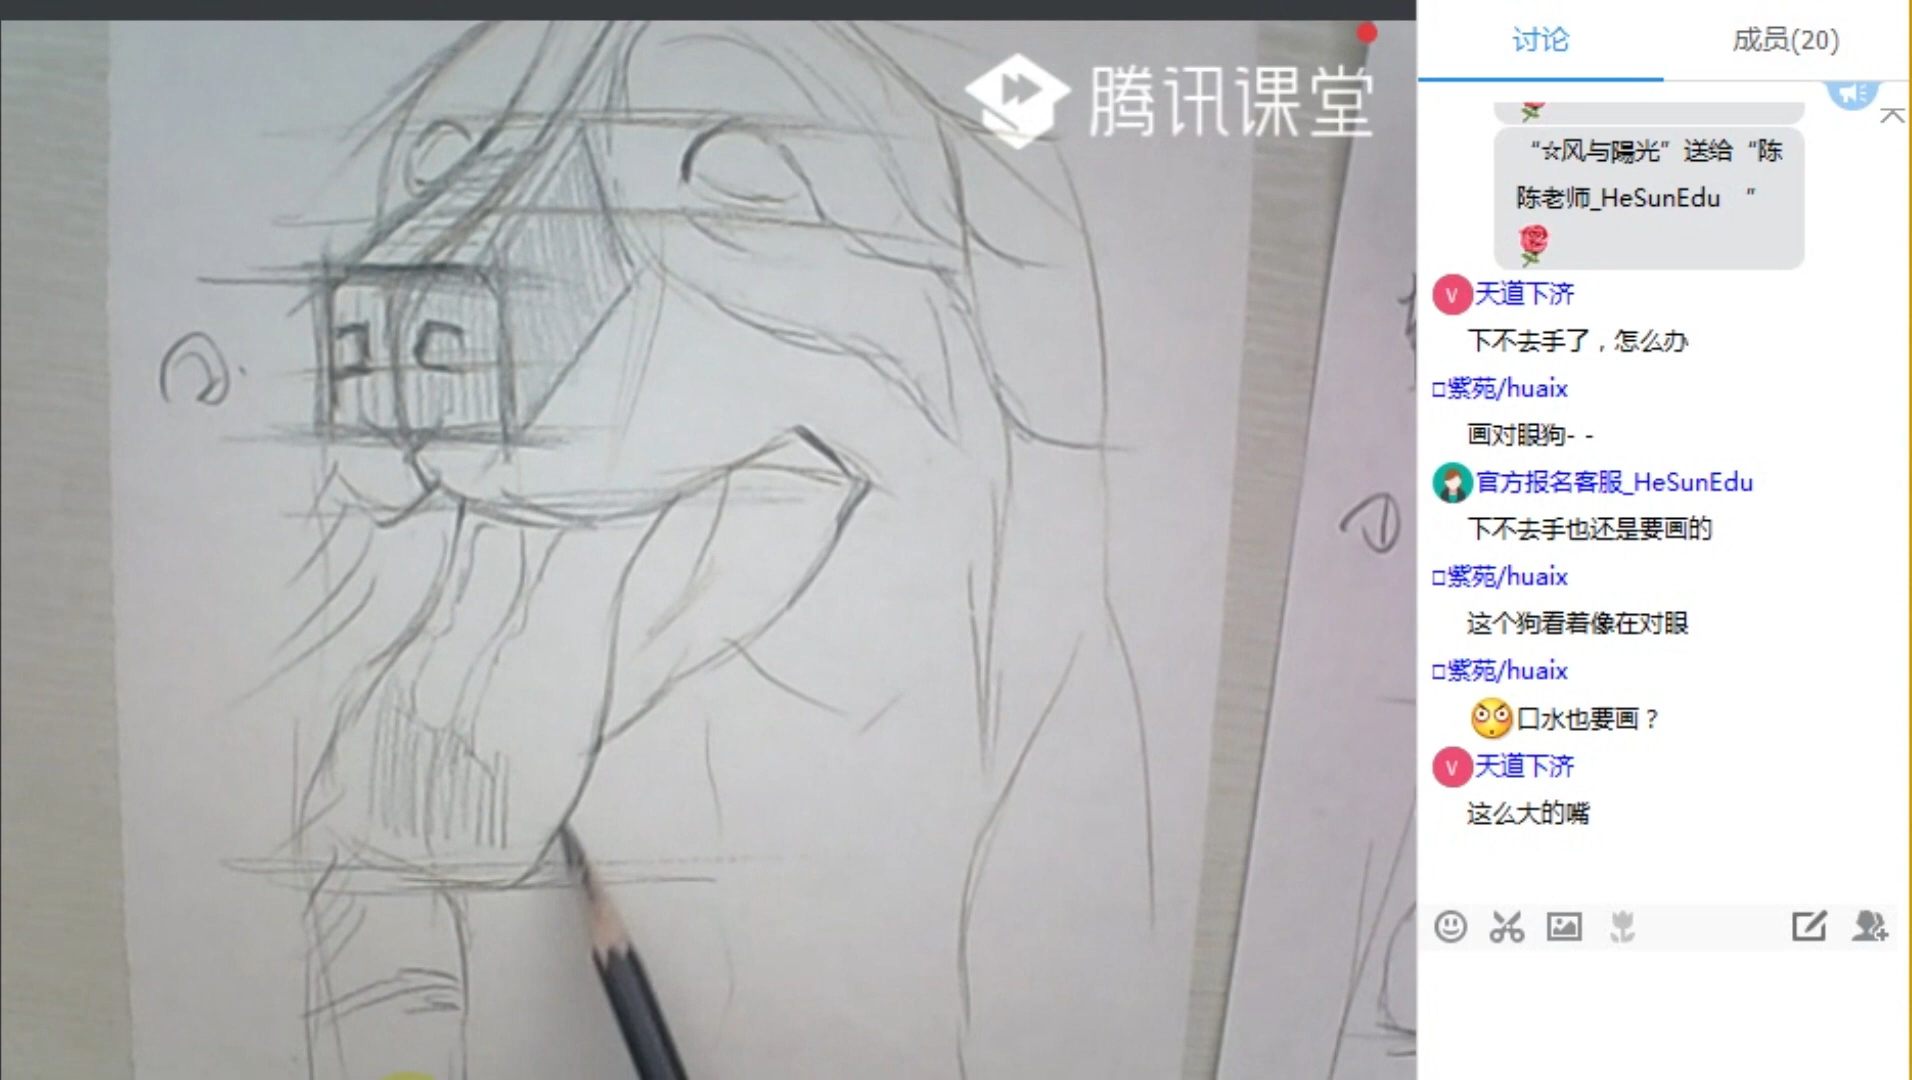 腾讯课堂
讨论
成员(20)
“☆风与陽光”送给“陈
陈老师_HeSunEdu ”
V 天道下济
下不去手了，怎么办
□紫苑/huaix
画对眼狗- -
官方报名客服_HeSunEdu
下不去手也还是要画的
□紫苑/huaix
这个狗看着像在对眼
□紫苑/huaix
口水也要画？
V 天道下济
这么大的嘴
②.
①